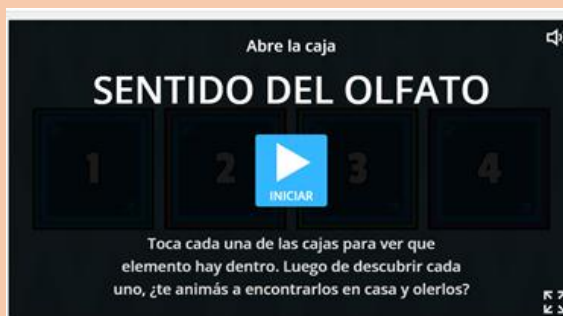 Abre la caja
SENTIDO DEL OLFATO
1 2 3 4
INICIAR
Toca cada una de las cajas para ver que
elemento hay dentro. Luego de descubrir cada
uno, ¿te animás a encontrarlos en casa y olerlos?